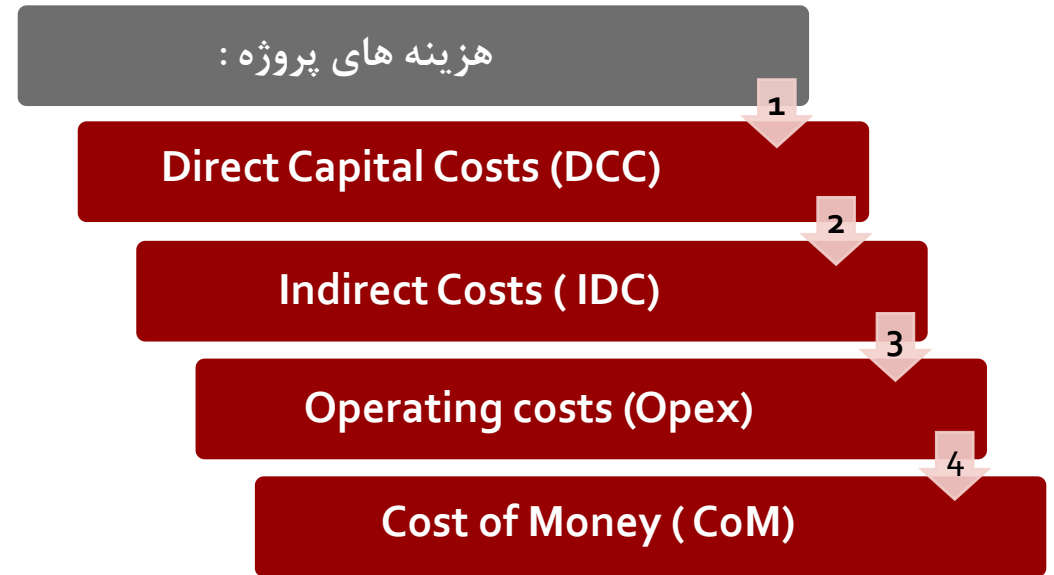 هزینه های پروژه :
1
Direct Capital Costs (DCC)
2
Indirect Costs ( IDC)
3
Operating costs (Opex)
4
Cost of Money ( CoM)